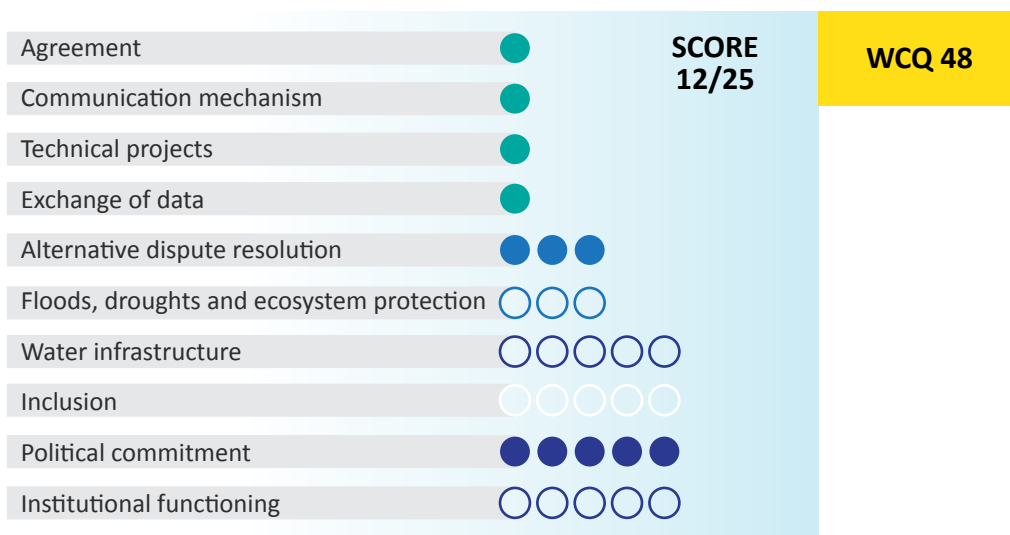 Agreement
SCORE
12/25
WCQ 48
Communication mechanism
Technical projects
Exchange of data
Alternative dispute resolution
Floods, droughts and ecosystem protection
Water infrastructure
Inclusion
Political commitment
Institutional functioning